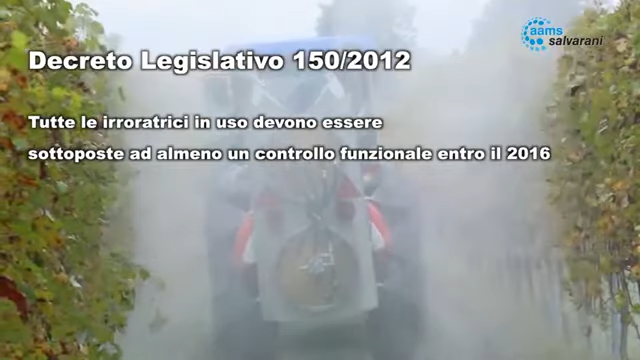 aams
salvarani
Decreto Legislativo 150/2012
Tutte le irroratrici in uso devono essere
sottoposte ad almeno un controllo funzionale entro il 2016